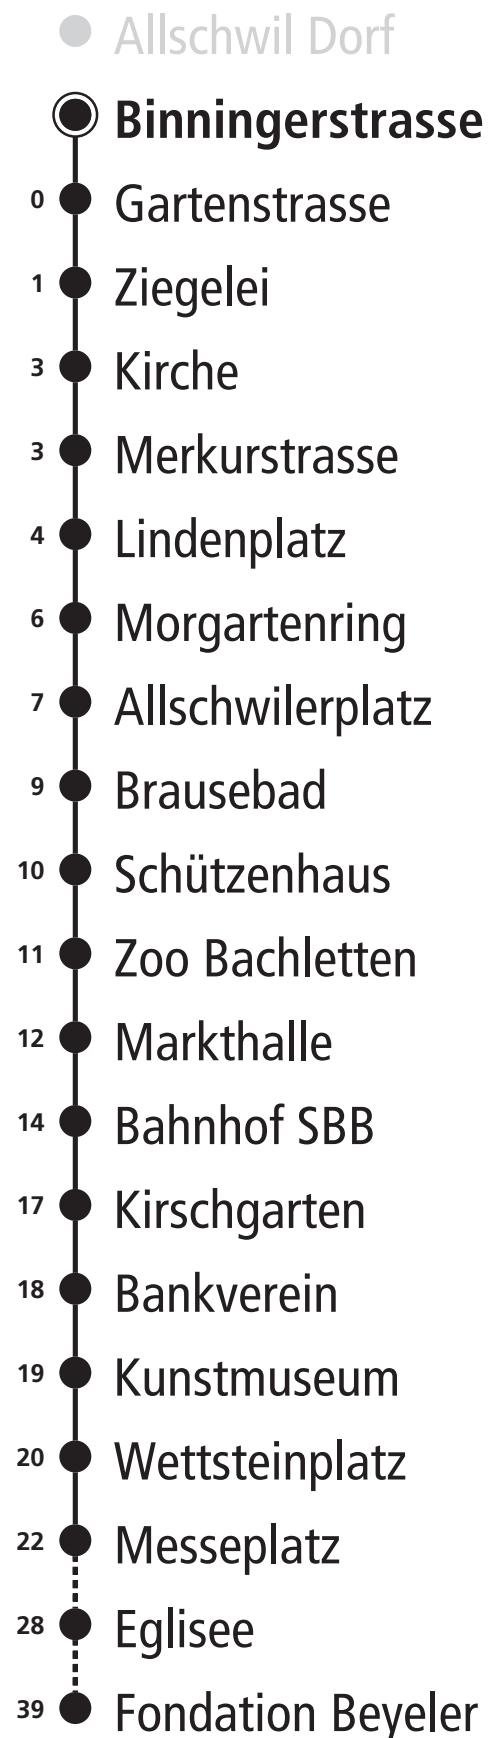 Allschwil Dorf
Binningerstrasse
0 Gartenstrasse
1 Ziegelei
3 Kirche
3 Merkurstrasse
4 Lindenplatz
6 Morgartenring
7 Allschwilerplatz
9 Brausebad
10 Schützenhaus
11 Zoo Bachletten
12 Markthalle
14 Bahnhof SBB
17 Kirschgarten
18 Bankverein
19 Kunstmuseum
20 Wettsteinplatz
22 Messeplatz
28 Eglisee
39 Fondation Beyeler